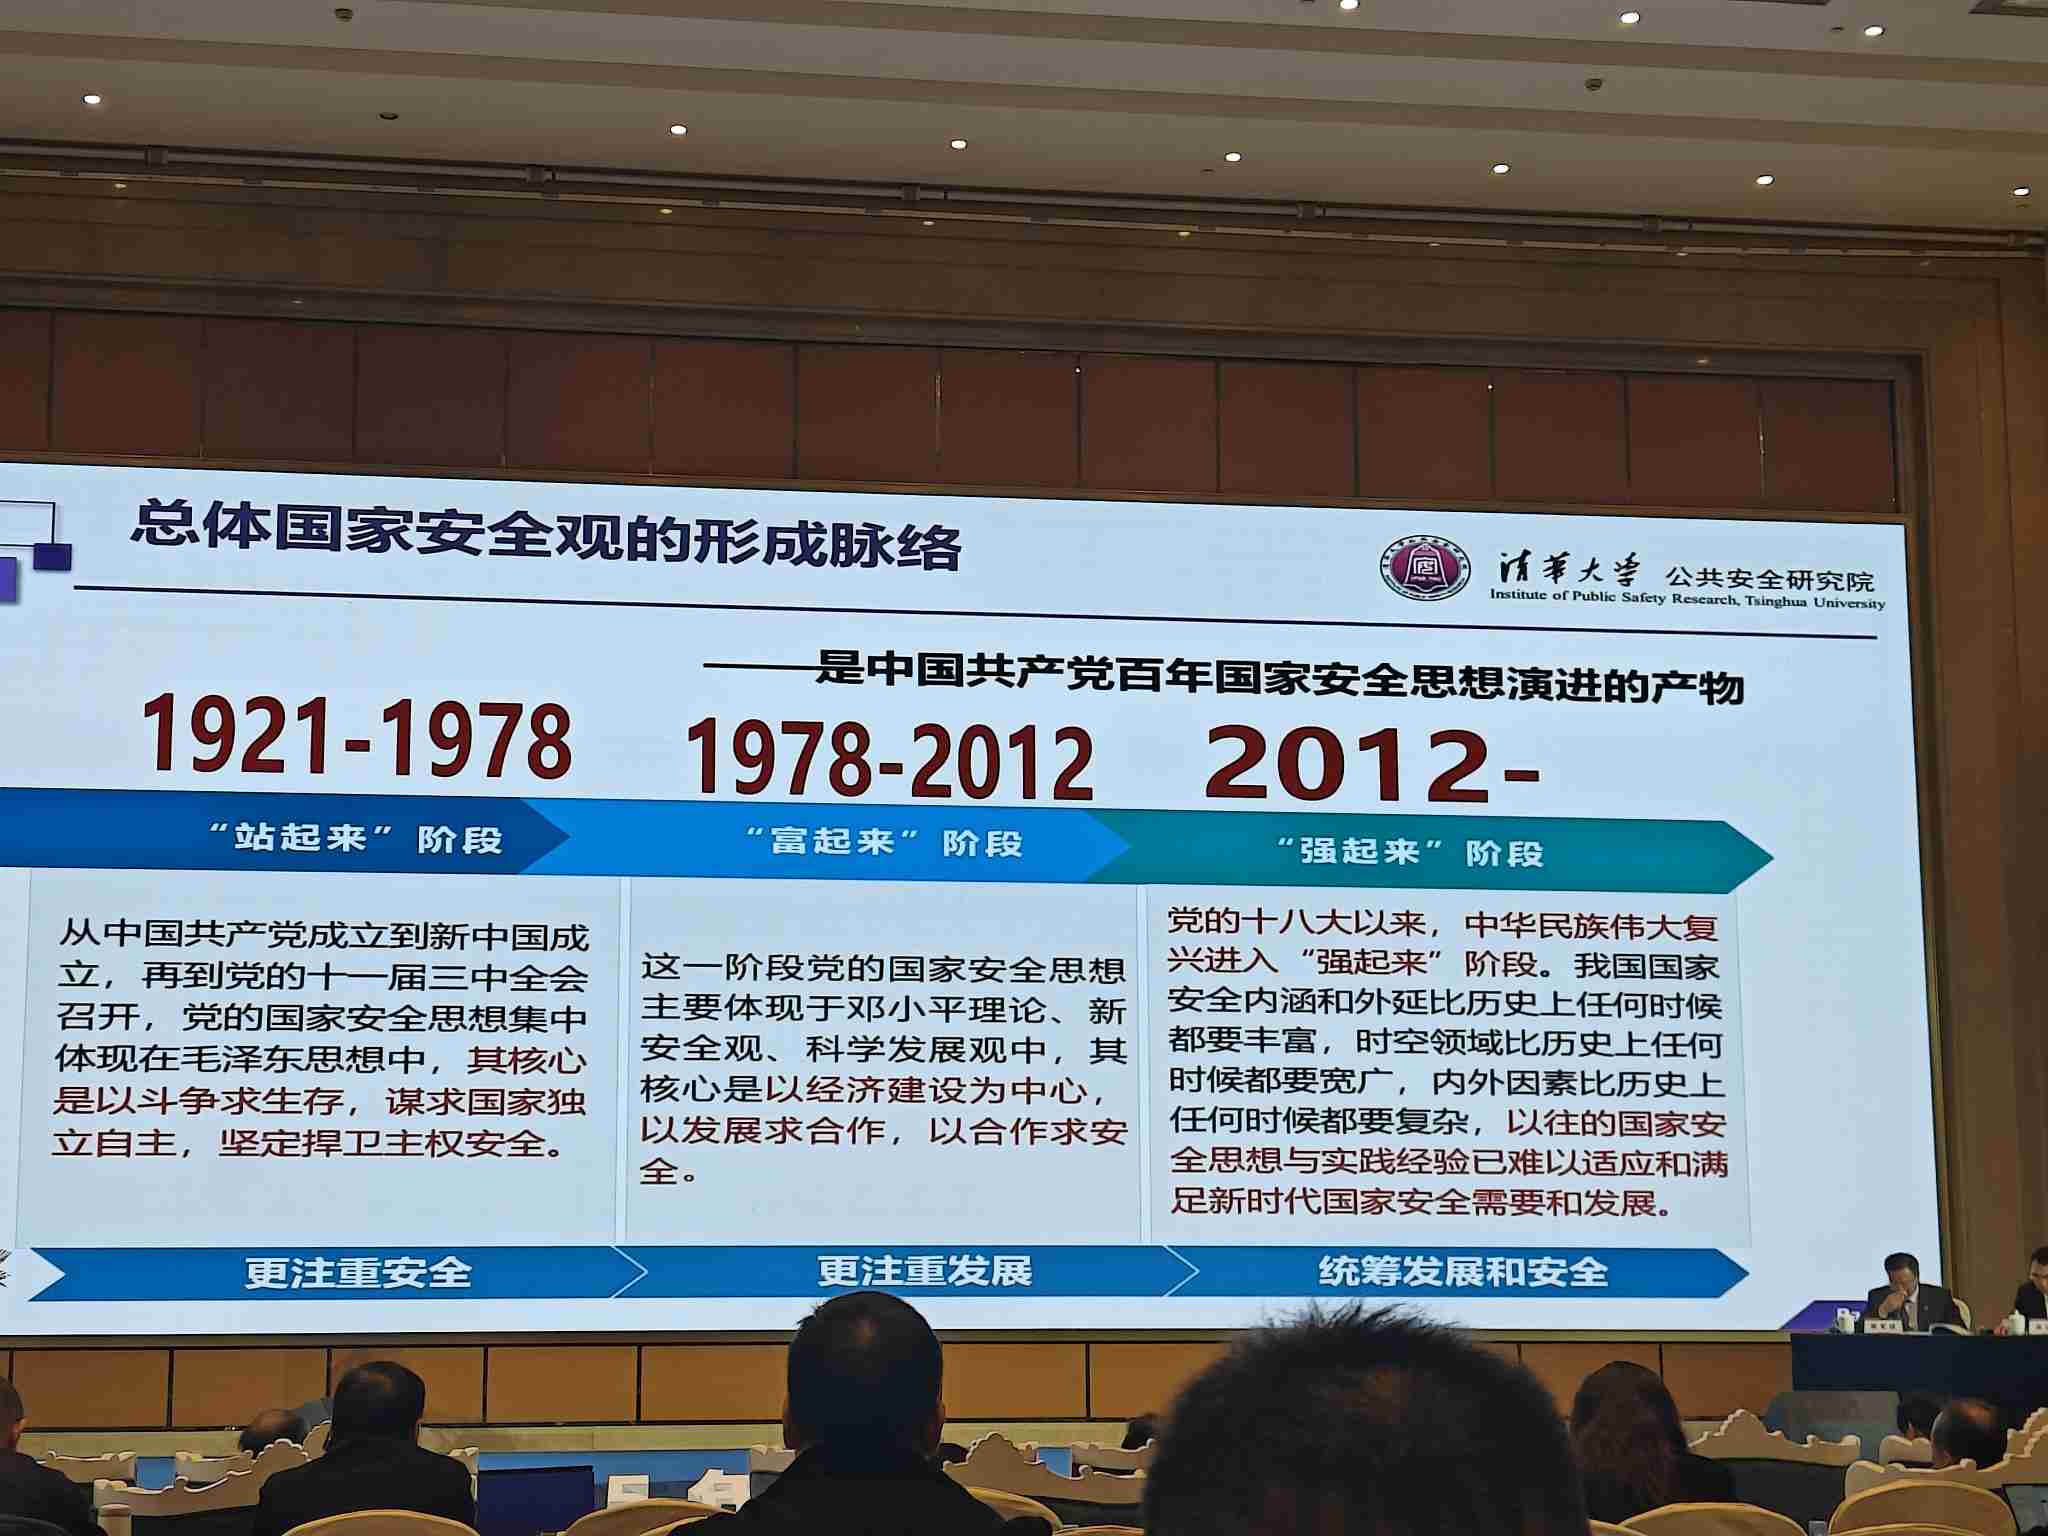 总体国家安全观的形成脉络
清华大学 公共安全研究院
Institute of Public Safety Research, Tsinghua University
——是中国共产党百年国家安全思想演进的产物
1921-1978
1978-2012
2012-
“站起来”阶段
“富起来”阶段
“强起来”阶段
从中国共产党成立到新中国成
立，再到党的十一届三中全会
召开，党的国家安全思想集中
体现在毛泽东思想中，其核心
是以斗争求生存，谋求国家独
立自主，坚定捍卫主权安全。
这一阶段党的国家安全思想
主要体现于邓小平理论、新
安全观、科学发展观中，其
核心是以经济建设为中心，
以发展求合作，以合作求安
全。
党的十八大以来，中华民族伟大复
兴进入“强起来”阶段。我国国家
安全内涵和外延比历史上任何时候
都要丰富，时空领域比历史上任何
时候都要宽广，内外因素比历史上
任何时候都要复杂，以往的国家安
全思想与实践经验已难以适应和满
足新时代国家安全需要和发展。
更注重安全
更注重发展
统筹发展和安全